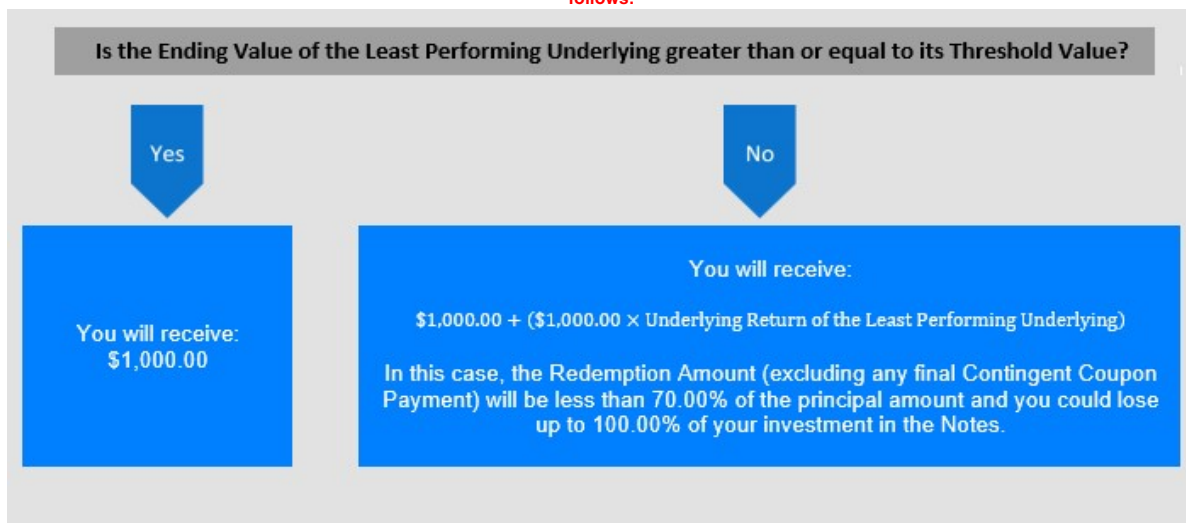 follows:
Is the Ending Value of the Least Performing Underlying greater than or equal to its Threshold Value?
Yes
No
You will receive:
$1,000.00
You will receive:
$1,000.00 + ($1,000.00 × Underlying Return of the Least Performing Underlying)
In this case, the Redemption Amount (excluding any final Contingent Coupon
Payment) will be less than 70.00% of the principal amount and you could lose
up to 100.00% of your investment in the Notes.